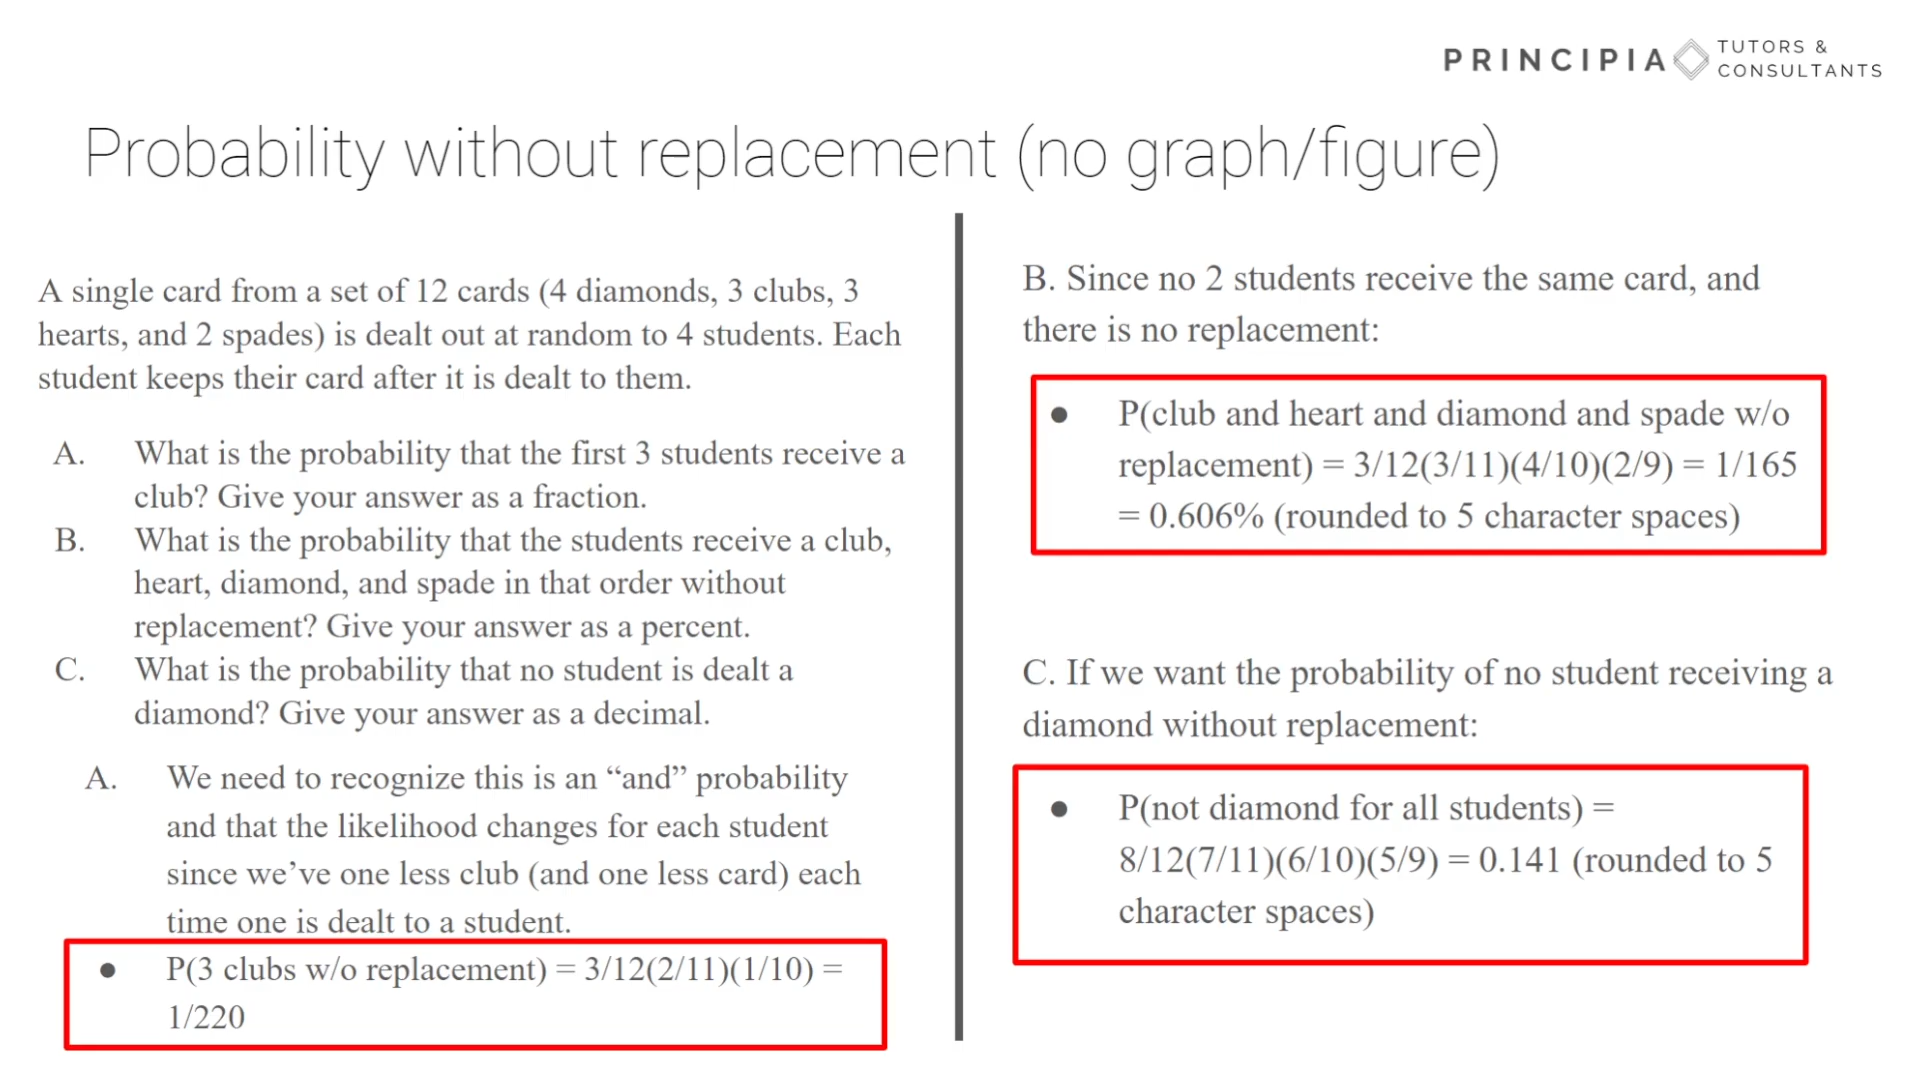 PRINCIPIA TUTORS &
CONSULTANTS
Probability without replacement (no graph/figure)
A single card from a set of 12 cards (4 diamonds, 3 clubs, 3
hearts, and 2 spades) is dealt out at random to 4 students. Each
student keeps their card after it is dealt to them.
A. What is the probability that the first 3 students receive a
club? Give your answer as a fraction.
B. What is the probability that the students receive a club,
heart, diamond, and spade in that order without
replacement? Give your answer as a percent.
C. What is the probability that no student is dealt a
diamond? Give your answer as a decimal.
A. We need to recognize this is an “and” probability
and that the likelihood changes for each student
since we’ve one less club (and one less card) each
time one is dealt to a student.
● P(3 clubs w/o replacement) = 3/12(2/11)(1/10) =
1/220
B. Since no 2 students receive the same card, and
there is no replacement:
● P(club and heart and diamond and spade w/o
replacement) = 3/12(3/11)(4/10)(2/9) = 1/165
= 0.606% (rounded to 5 character spaces)
C. If we want the probability of no student receiving a
diamond without replacement:
● P(not diamond for all students) =
8/12(7/11)(6/10)(5/9) = 0.141 (rounded to 5
character spaces)